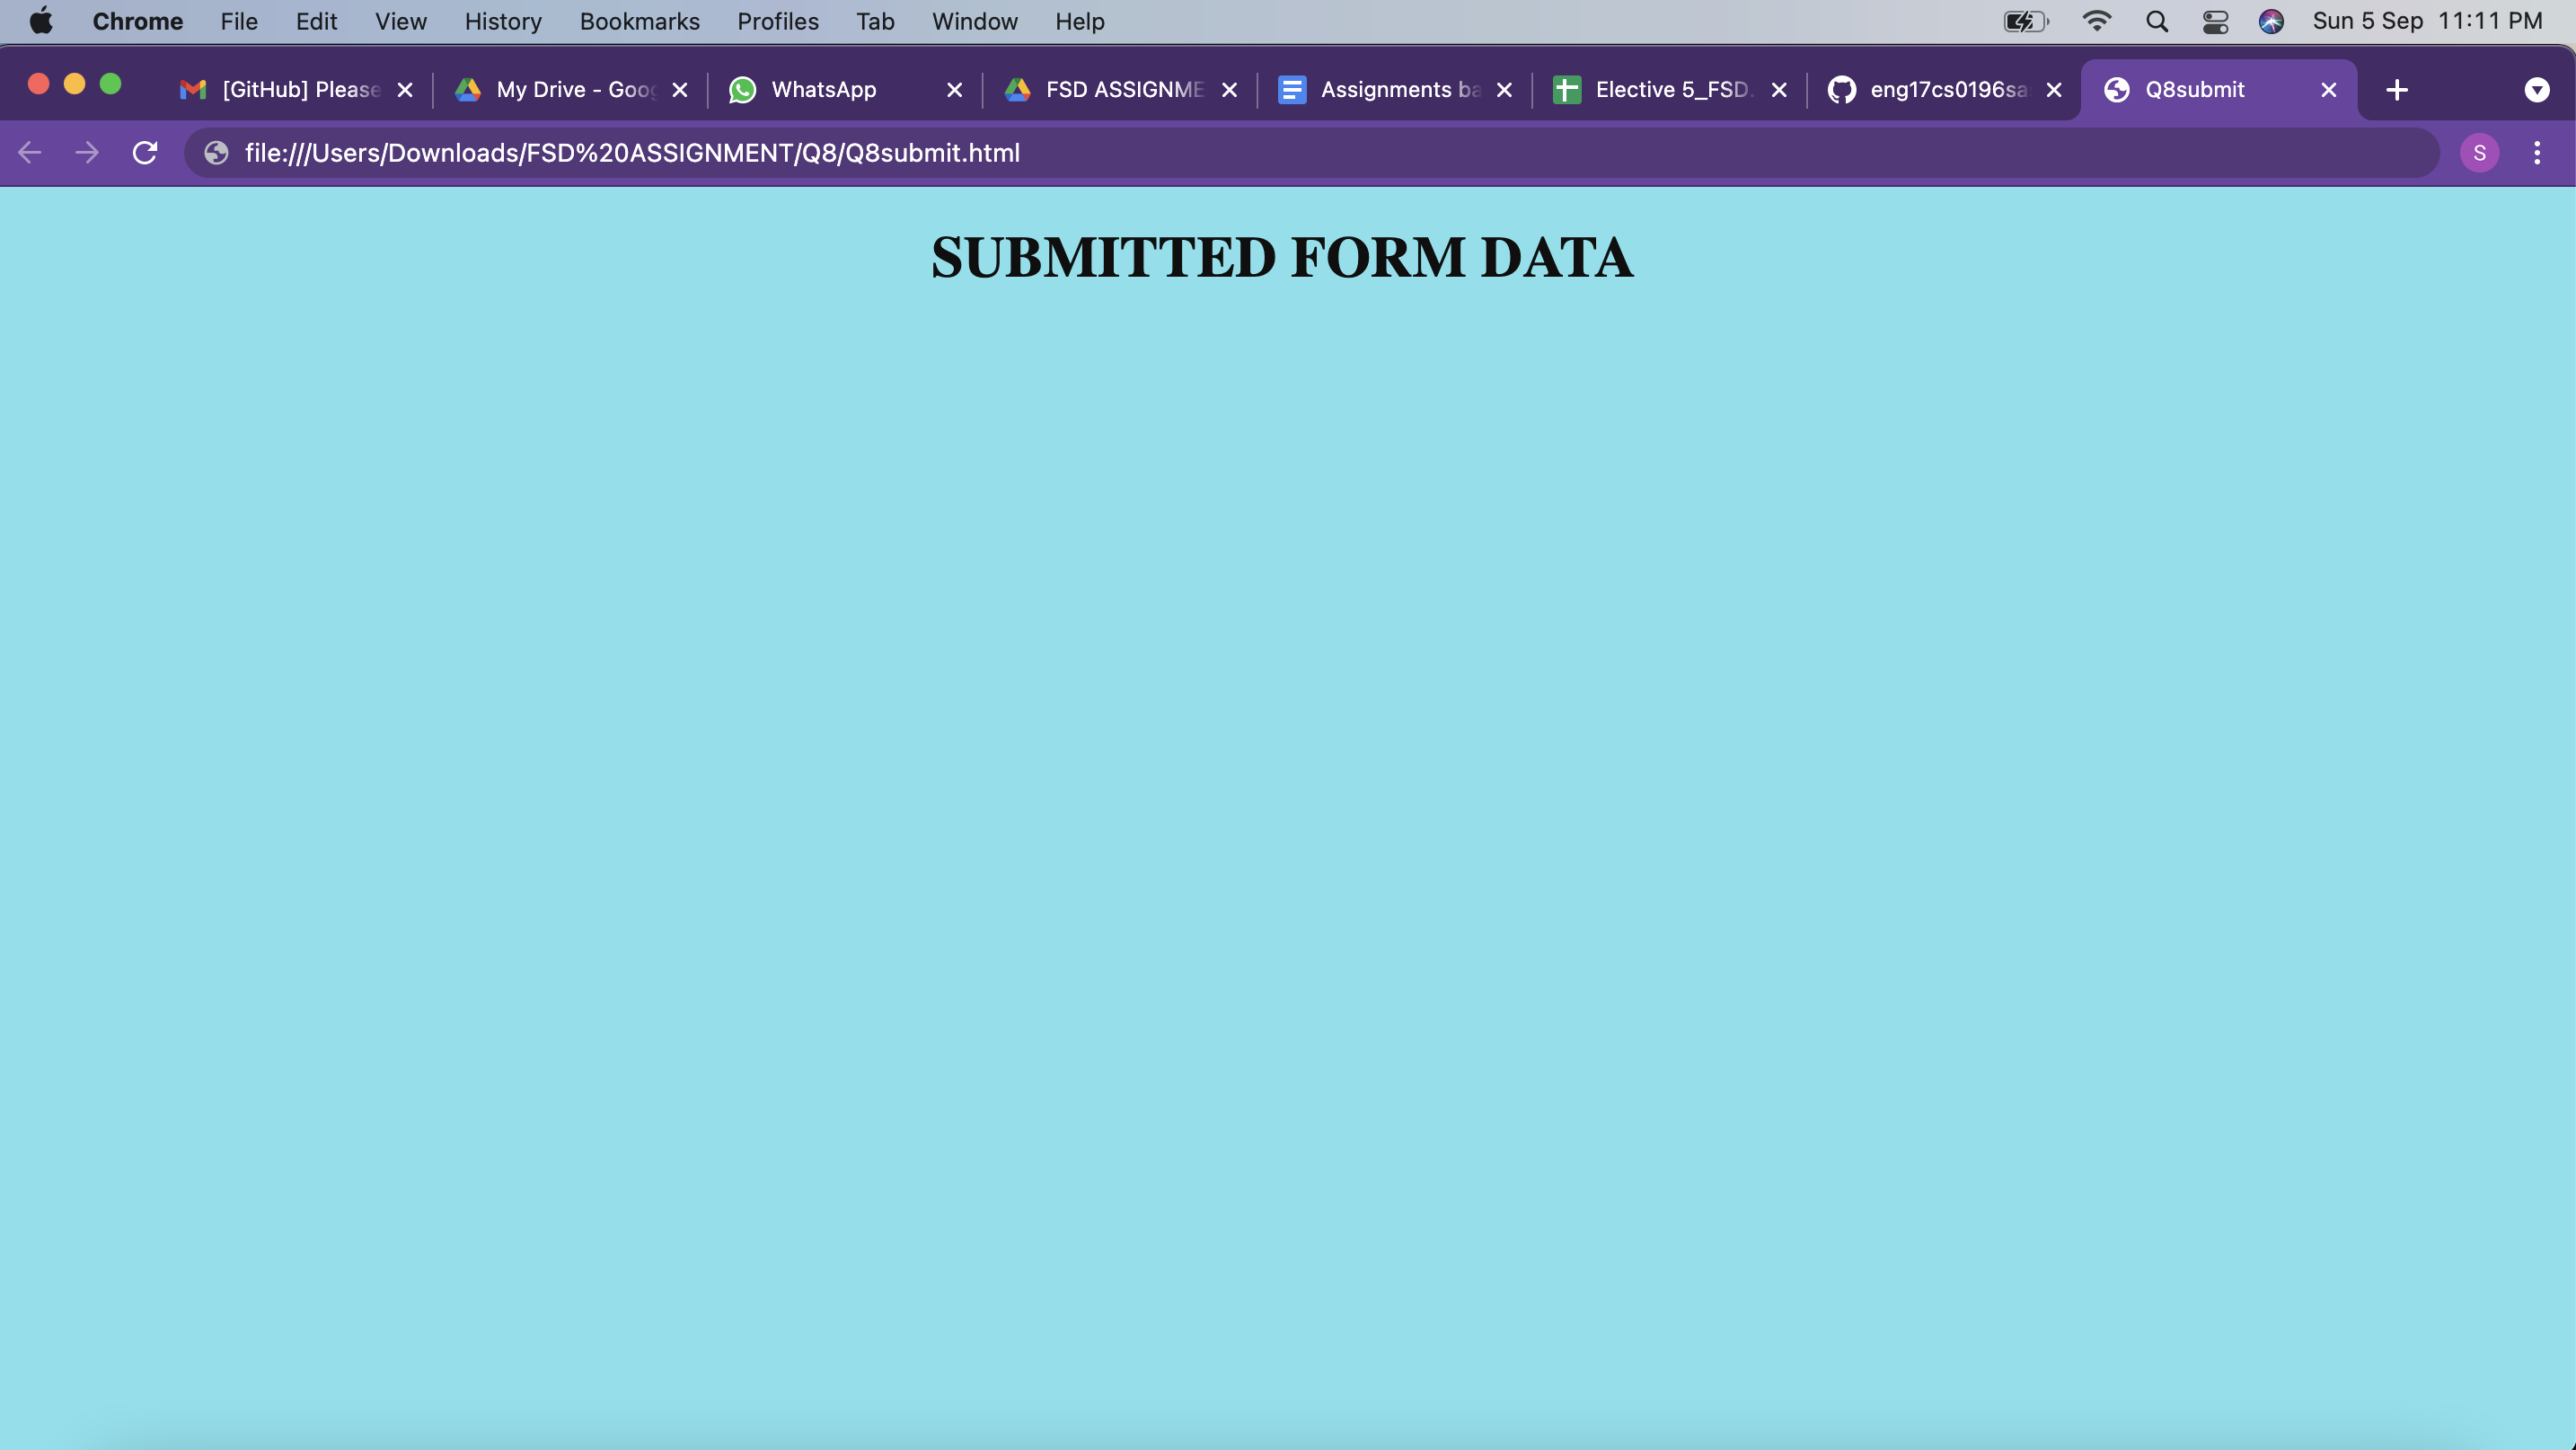 Chrome File Edit View History Bookmarks Profiles Tab Window Help Sun 5 Sep 11:11 PM
[GitHub] Please My Drive - Goog WhatsApp FSD ASSIGNME Assignments ba Elective 5_FSD. eng17cs0196sa Q8submit
file:///Users/Downloads/FSD%20ASSIGNMENT/Q8/Q8submit.html S
SUBMITTED FORM DATA